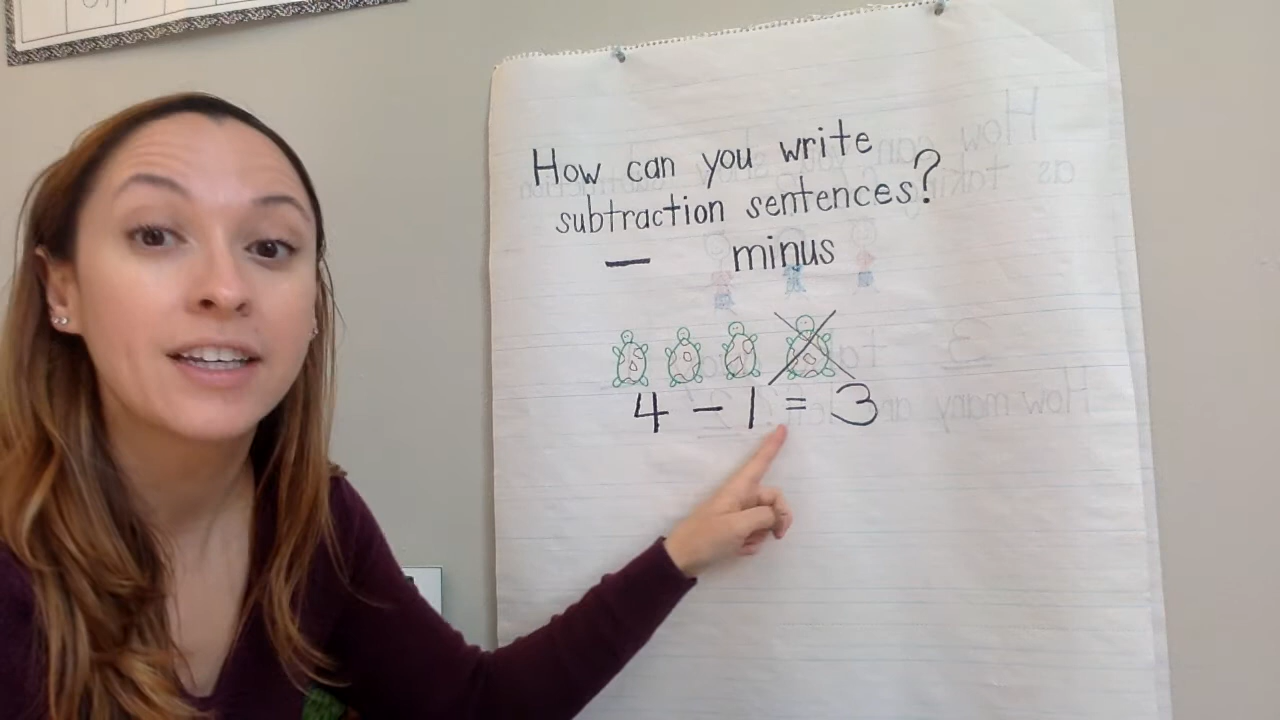 How can you write
subtraction sentences?
— minus
4 - 1 = 3